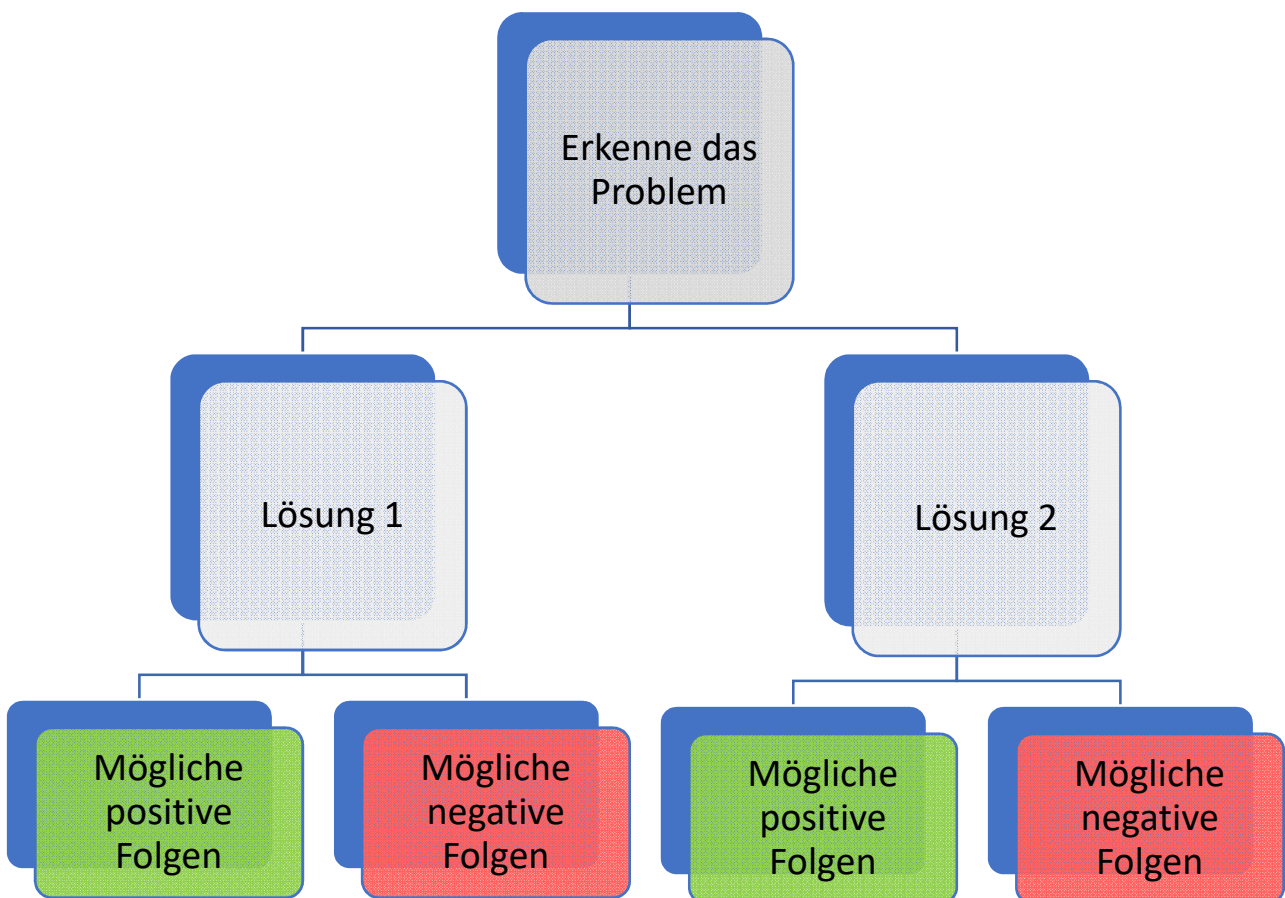 Erkenne das
Problem
Lösung 1
Lösung 2
Mögliche
positive
Folgen
Mögliche
negative
Folgen
Mögliche
positive
Folgen
Mögliche
negative
Folgen